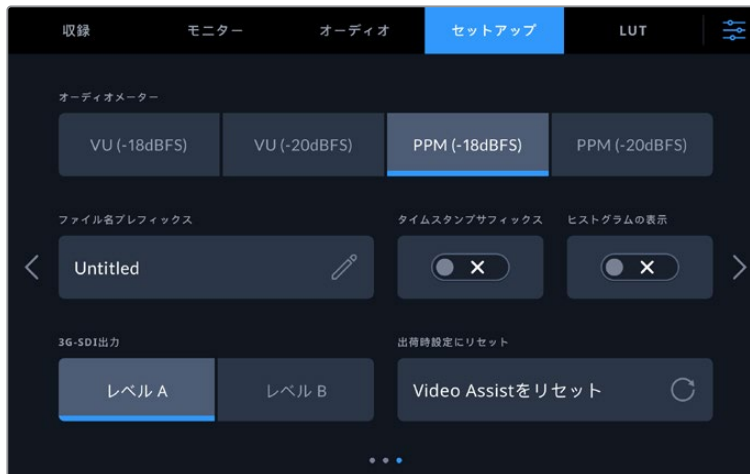 収録 モニター オーディオ セットアップ LUT
オーディオメーター
VU (-18dBFS) VU (-20dBFS) PPM (-18dBFS) PPM (-20dBFS)
ファイル名プレフィックス タイムスタンプサフィックス ヒストグラムの表示
Untitled
3G-SDI出力 出荷時設定にリセット
レベル A レベル B Video Assistをリセット